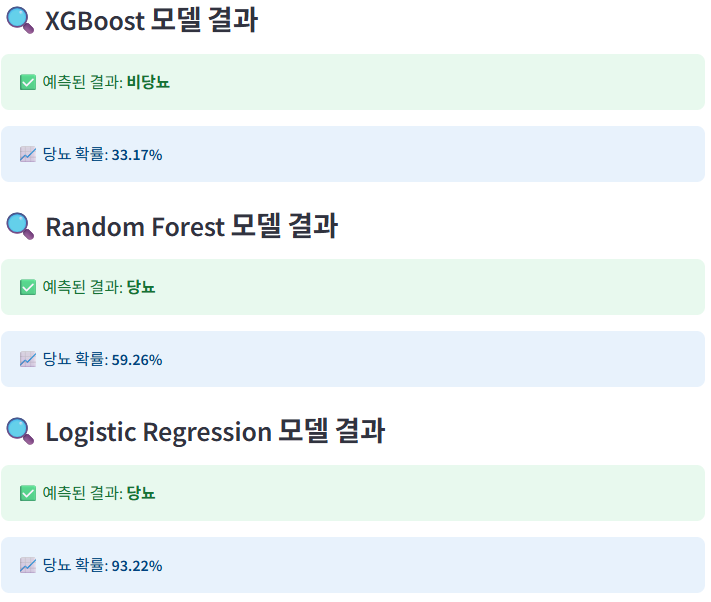 XGBoost 모델 결과
예측된 결과: 비당뇨
당뇨 확률: 33.17%
Random Forest 모델 결과
예측된 결과: 당뇨
당뇨 확률: 59.26%
Logistic Regression 모델 결과
예측된 결과: 당뇨
당뇨 확률: 93.22%